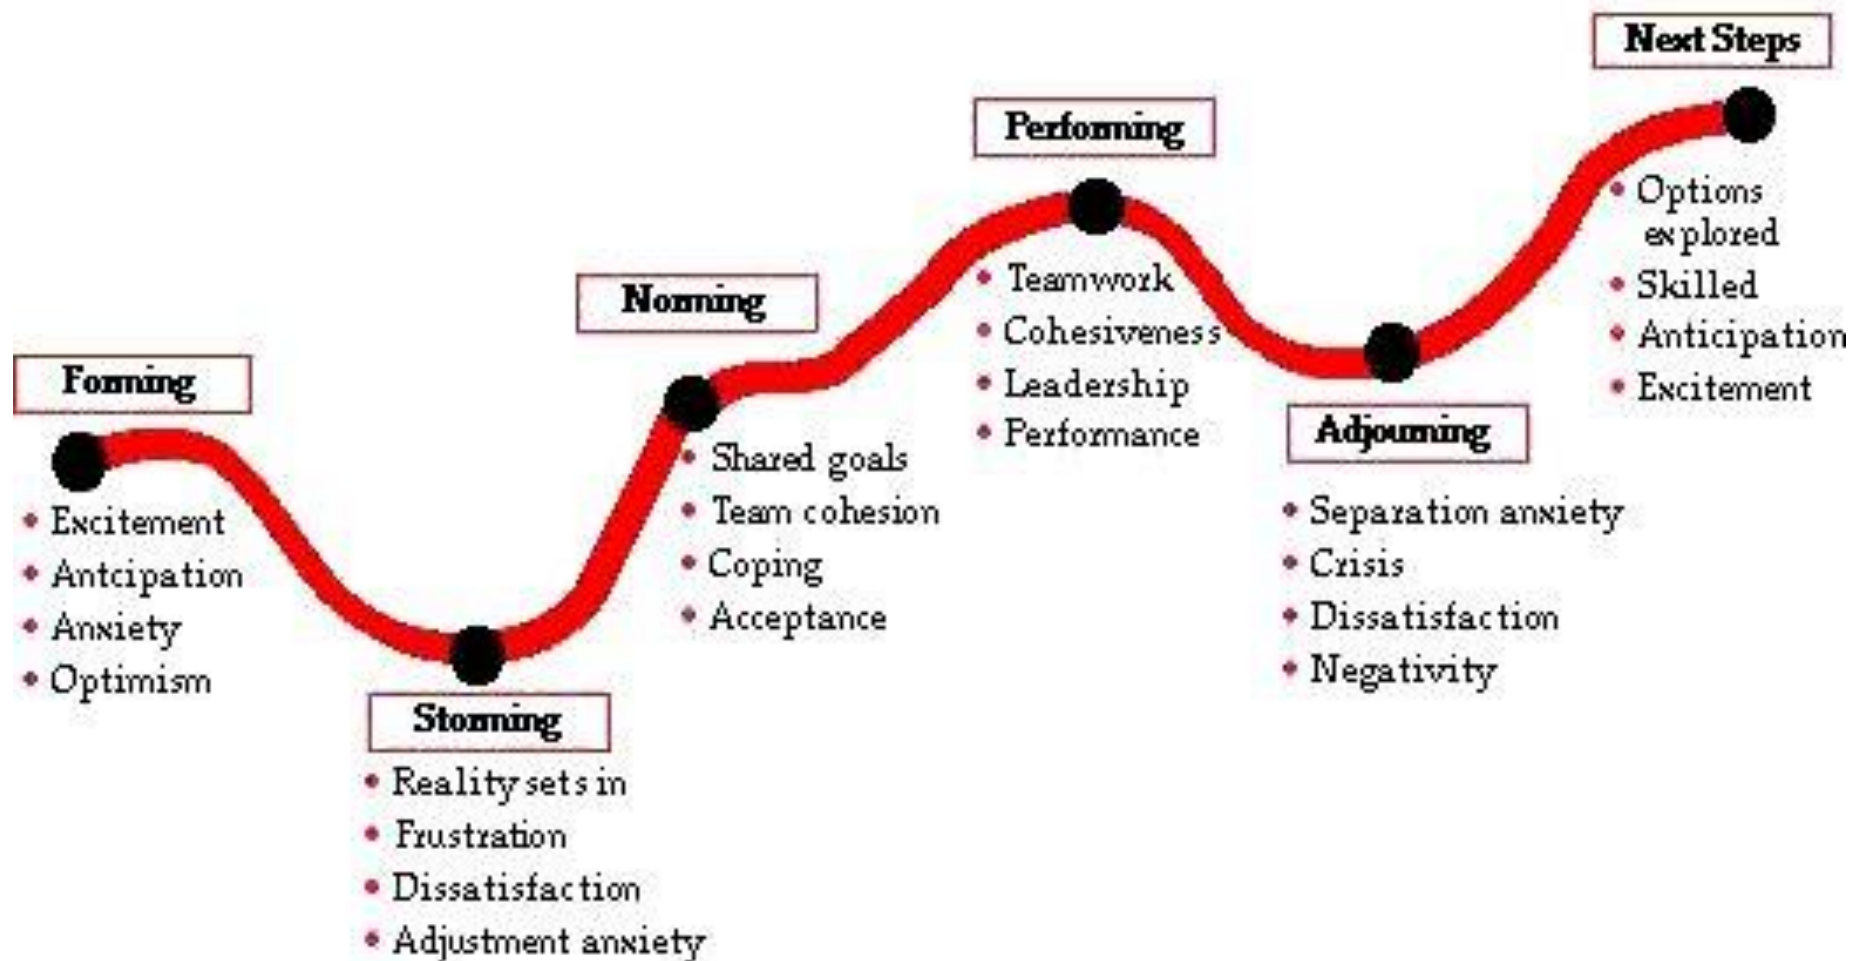 Forming
Excitement
Antcipation
Anxiety
Optimism
Storming
Reality sets in
Frustration
Dissatisfaction
Adjustment anxiety
Norming
Shared goals
Team cohesion
Coping
Acceptance
Performing
Teamwork
Cohesiveness
Leadership
Performance
Adjourning
Separation anxiety
Crisis
Dissatisfaction
Negativity
Next Steps
Options
explored
Skilled
Anticipation
Excitement